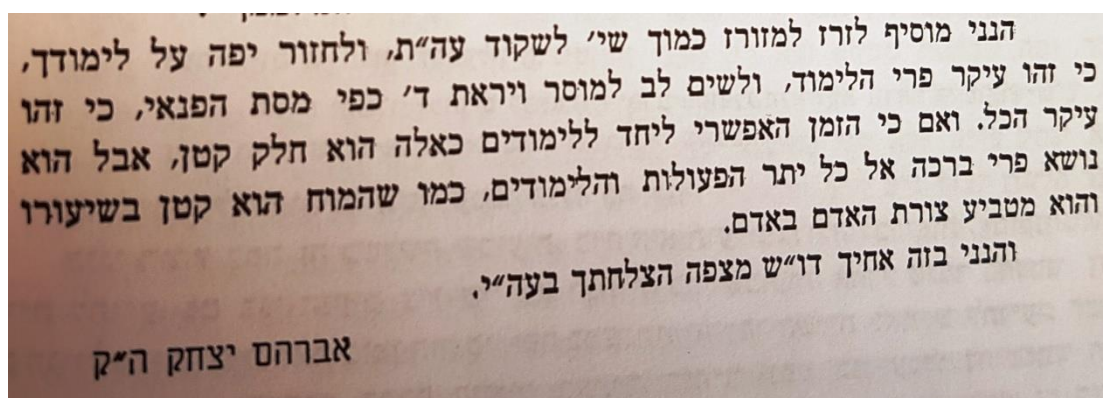 הנני מוסיף לזרז למזורז כמוך שי׳ לשקוד עה״ת, ולחזור יפה על לימודך,
כי זהו עיקר פרי הלימוד, ולשים לב למוסר ויראת ד׳ כפי מסת הפנאי, כי זהו
עיקר הכל. ואם כי הזמן האפשרי ליחד ללימודים כאלה הוא חלק קטן, אבל הוא
נושא פרי ברכה אל כל יתר הפעולות והלימודים, כמו שהמוח הוא קטן בשיעורו
והוא מטביע צורת האדם באדם.
והנני בזה אחיך דו״ש מצפה הצלחתך בעה״י.
אברהם יצחק ה״ק